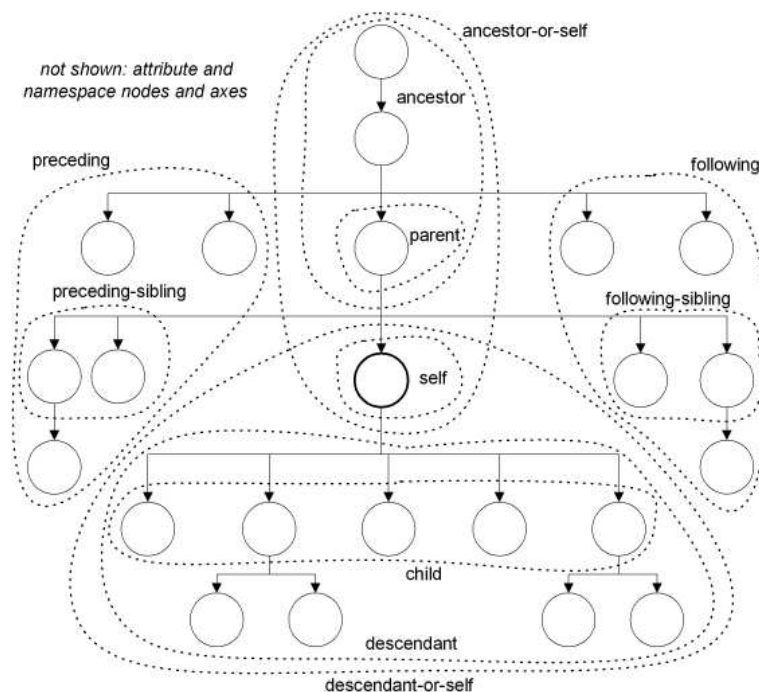 ancestor-or-self
not shown: attribute and
namespace nodes and axes
ancestor
preceding
following
parent
preceding-sibling
following-sibling
self
child
descendant
descendant-or-self